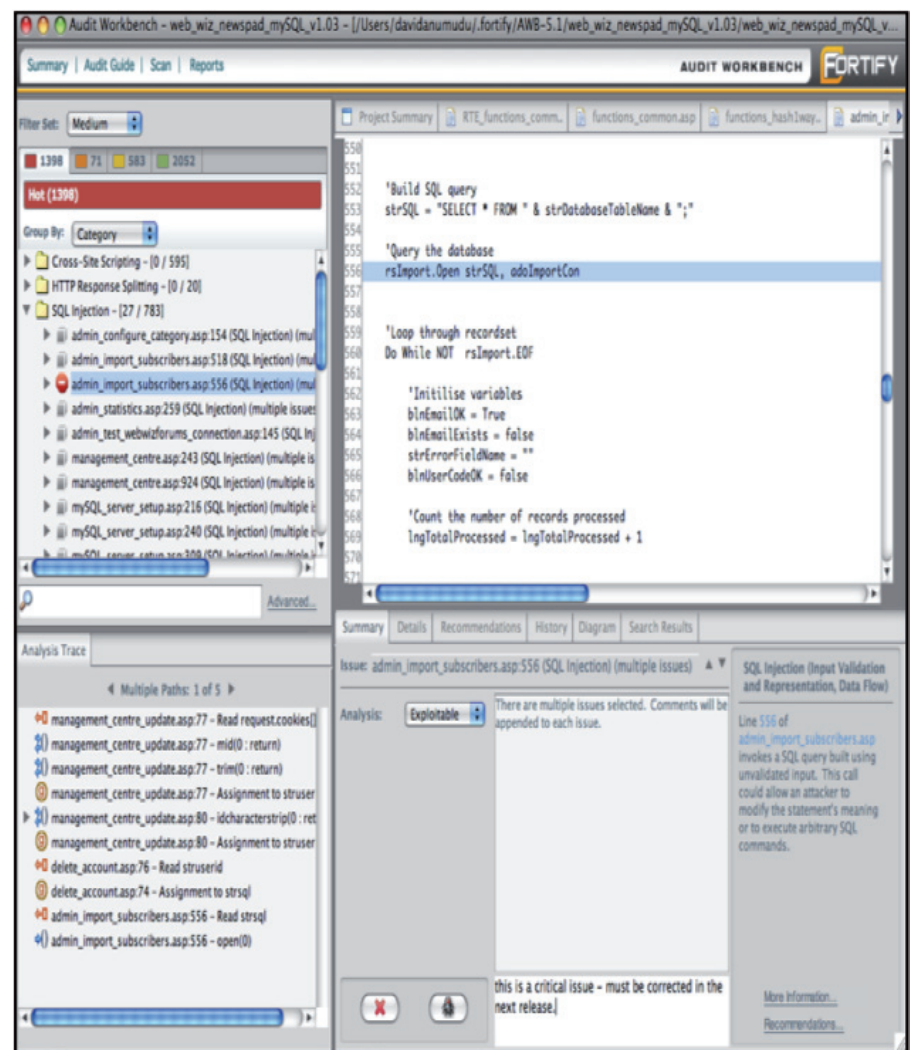 Audit Workbench - web_wiz_newspad_mySQL_v1.03 - [/Users/davidanumudu/.fortify/AWB-5.1/web_wiz_newspad_mySQL_v1.03/web_wiz_newspad_mySQL_v...
Summary | Audit Guide | Scan | Reports
AUDIT WORKBENCH FORTIFY
Filter Set: Medium
1398 71 583 2052
Hot (1398)
Group By: Category
Cross-Site Scripting - [0 / 595]
HTTP Response Splitting - [0 / 20]
SQL Injection - [27 / 783]
admin_configure_category.asp:154 (SQL Injection) (mul
admin_import_subscribers.asp:518 (SQL Injection) (mul
admin_import_subscribers.asp:556 (SQL Injection) (mul
admin_statistics.asp:259 (SQL Injection) (multiple issues
admin_test_webwizforums_connection.asp:145 (SQL Inj
management_centre.asp:243 (SQL Injection) (multiple is
management_centre.asp:924 (SQL Injection) (multiple is
mySQL_server_setup.asp:216 (SQL Injection) (multiple i
mySQL_server_setup.asp:240 (SQL Injection) (multiple i
mySQL_server_setup.asp:309 (SQL Injection) (multiple i
Advanced...
Project Summary RTE_functions_comm.. functions_common.asp functions_hash1way.. admin_ir
550
551
552 'Build SQL query
553 strSQL = "SELECT * FROM " & strDatabaseTableName & ";"
554
555 'Query the database
556 rsImport.Open strSQL, adoImportCon
557
558
559 'Loop through recordset
560 Do While NOT rsImport.EOF
561
562 'Initilise variables
563 blnEmailOK = True
564 blnEmailExists = false
565 strErrorFieldName = ""
566 blnUserCodeOK = false
567
568 'Count the number of records processed
569 lngTotalProcessed = lngTotalProcessed + 1
570
571
Analysis Trace
Multiple Paths: 1 of 5
management_centre_update.asp:77 - Read request.cookies[]
management_centre_update.asp:77 - mid(0 : return)
management_centre_update.asp:77 - trim(0 : return)
management_centre_update.asp:77 - Assignment to struser
management_centre_update.asp:80 - idcharacterstrip(0 : ret
management_centre_update.asp:80 - Assignment to struser
delete_account.asp:76 - Read struserid
delete_account.asp:74 - Assignment to strsql
admin_import_subscribers.asp:556 - Read strsql
admin_import_subscribers.asp:556 - open(0)
Summary Details Recommendations History Diagram Search Results
Issue: admin_import_subscribers.asp:556 (SQL Injection) (multiple issues)
Analysis: Exploitable
There are multiple issues selected. Comments will be
appended to each issue.
this is a critical issue - must be corrected in the
next release.
SQL Injection (Input Validation
and Representation, Data Flow)
Line 556 of
admin_import_subscribers.asp
invokes a SQL query built using
unvalidated input. This call
could allow an attacker to
modify the statement's meaning
or to execute arbitrary SQL
commands.
More Information...
Recommendations...